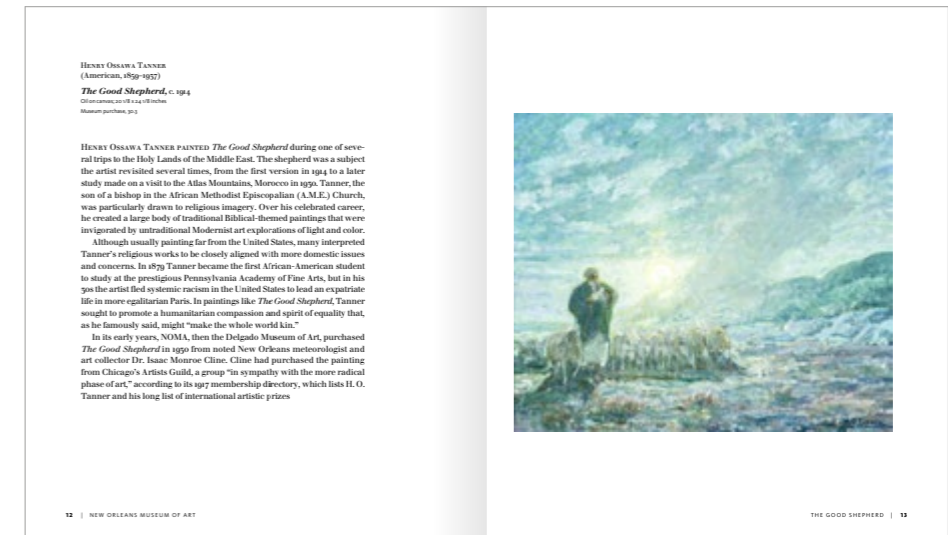 HENRY OSSAWA TANNER
(American, 1859–1937)
The Good Shepherd, c. 1914
Oil on canvas; 20 1/8 x 24 1/8 inches
Museum purchase, 30.3
HENRY OSSAWA TANNER PAINTED The Good Shepherd during one of seve-
ral trips to the Holy Lands of the Middle East. The shepherd was a subject
the artist revisited several times, from the first version in 1914 to a later
study made on a visit to the Atlas Mountains, Morocco in 1930. Tanner, the
son of a bishop in the African Methodist Episcopalian (A.M.E.) Church,
was particularly drawn to religious imagery. Over his celebrated career,
he created a large body of traditional Biblical-themed paintings that were
invigorated by untraditional Modernist art explorations of light and color.
Although usually painting far from the United States, many interpreted
Tanner's religious works to be closely aligned with more domestic issues
and concerns. In 1879 Tanner became the first African-American student
to study at the prestigious Pennsylvania Academy of Fine Arts, but in his
30s the artist fled systemic racism in the United States to lead an expatriate
life in more egalitarian Paris. In paintings like The Good Shepherd, Tanner
sought to promote a humanitarian compassion and spirit of equality that,
as he famously said, might “make the whole world kin.”
In its early years, NOMA, then the Delgado Museum of Art, purchased
The Good Shepherd in 1930 from noted New Orleans meteorologist and
art collector Dr. Isaac Monroe Cline. Cline had purchased the painting
from Chicago's Artists Guild, a group “in sympathy with the more radical
phase of art,” according to its 1917 membership directory, which lists H. O.
Tanner and his long list of international artistic prizes
12 | NEW ORLEANS MUSEUM OF ART
THE GOOD SHEPHERD | 13